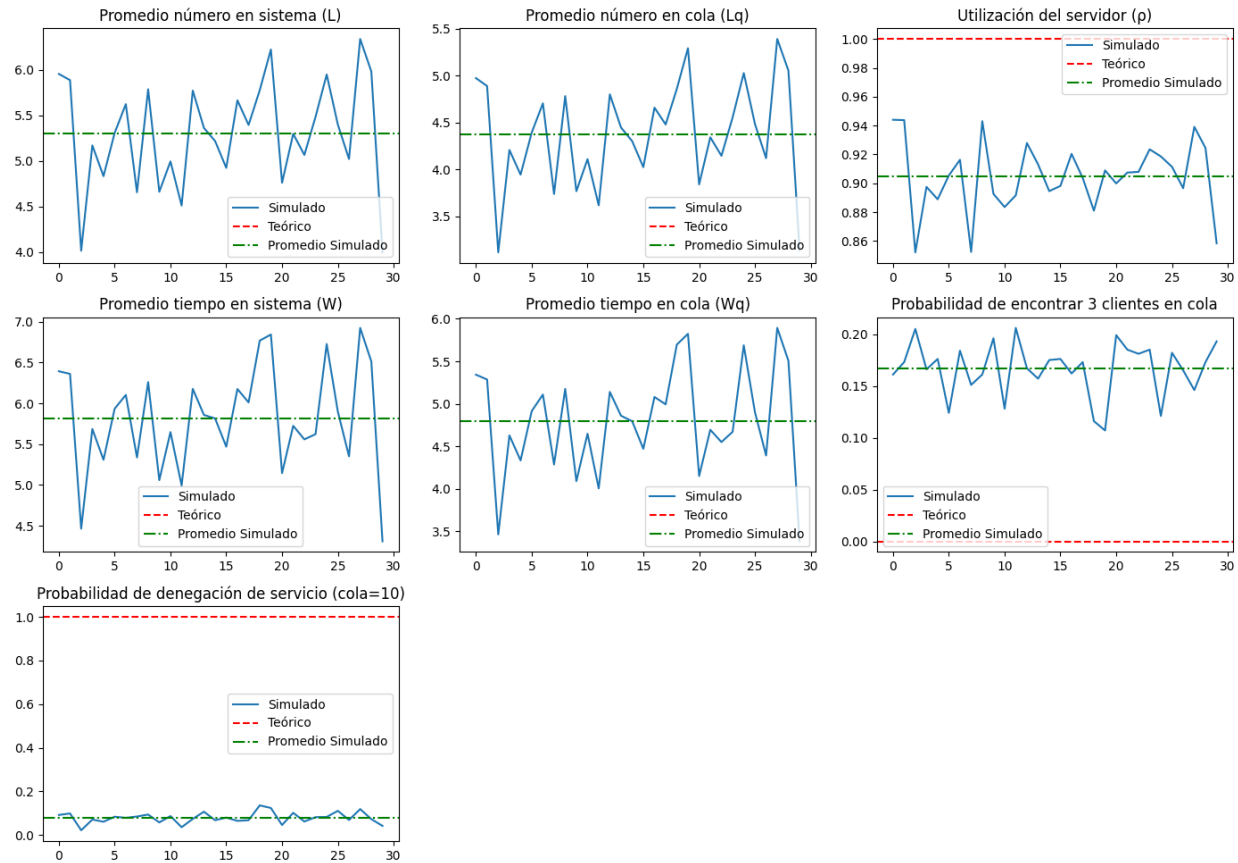 Promedio número en sistema (L)
6.0
5.5
5.0
4.5
4.0
0 5 10 15 20 25 30
Simulado
Teórico
Promedio Simulado
Promedio número en cola (Lq)
5.5
5.0
4.5
4.0
3.5
0 5 10 15 20 25 30
Simulado
Teórico
Promedio Simulado
Utilización del servidor (ρ)
1.00
0.98
0.96
0.94
0.92
0.90
0.88
0.86
0 5 10 15 20 25 30
Simulado
Teórico
Promedio Simulado
Promedio tiempo en sistema (W)
7.0
6.5
6.0
5.5
5.0
4.5
0 5 10 15 20 25 30
Simulado
Teórico
Promedio Simulado
Promedio tiempo en cola (Wq)
6.0
5.5
5.0
4.5
4.0
3.5
0 5 10 15 20 25 30
Simulado
Teórico
Promedio Simulado
Probabilidad de encontrar 3 clientes en cola
0.20
0.15
0.10
0.05
0.00
0 5 10 15 20 25 30
Simulado
Teórico
Promedio Simulado
Probabilidad de denegación de servicio (cola=10)
1.0
0.8
0.6
0.4
0.2
0.0
0 5 10 15 20 25 30
Simulado
Teórico
Promedio Simulado